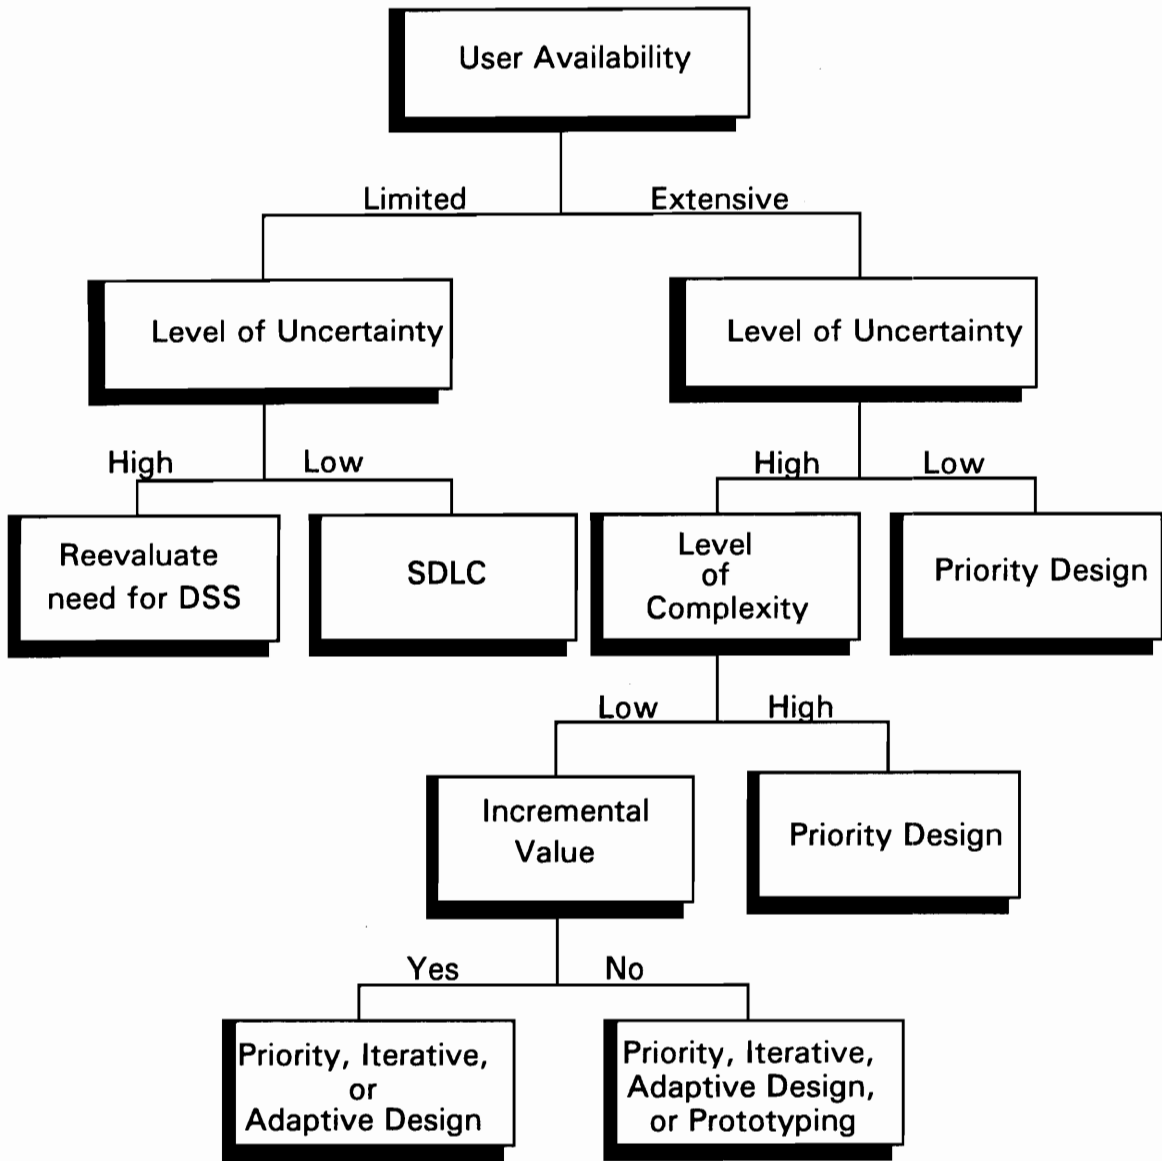 User Availability
Limited
Extensive
Level of Uncertainty
Level of Uncertainty
High
Low
High
Low
Reevaluate
need for DSS
SDLC
Level
of
Complexity
Priority Design
Low
High
Incremental
Value
Priority Design
Yes
No
Priority, Iterative,
or
Adaptive Design
Priority, Iterative,
Adaptive Design,
or Prototyping